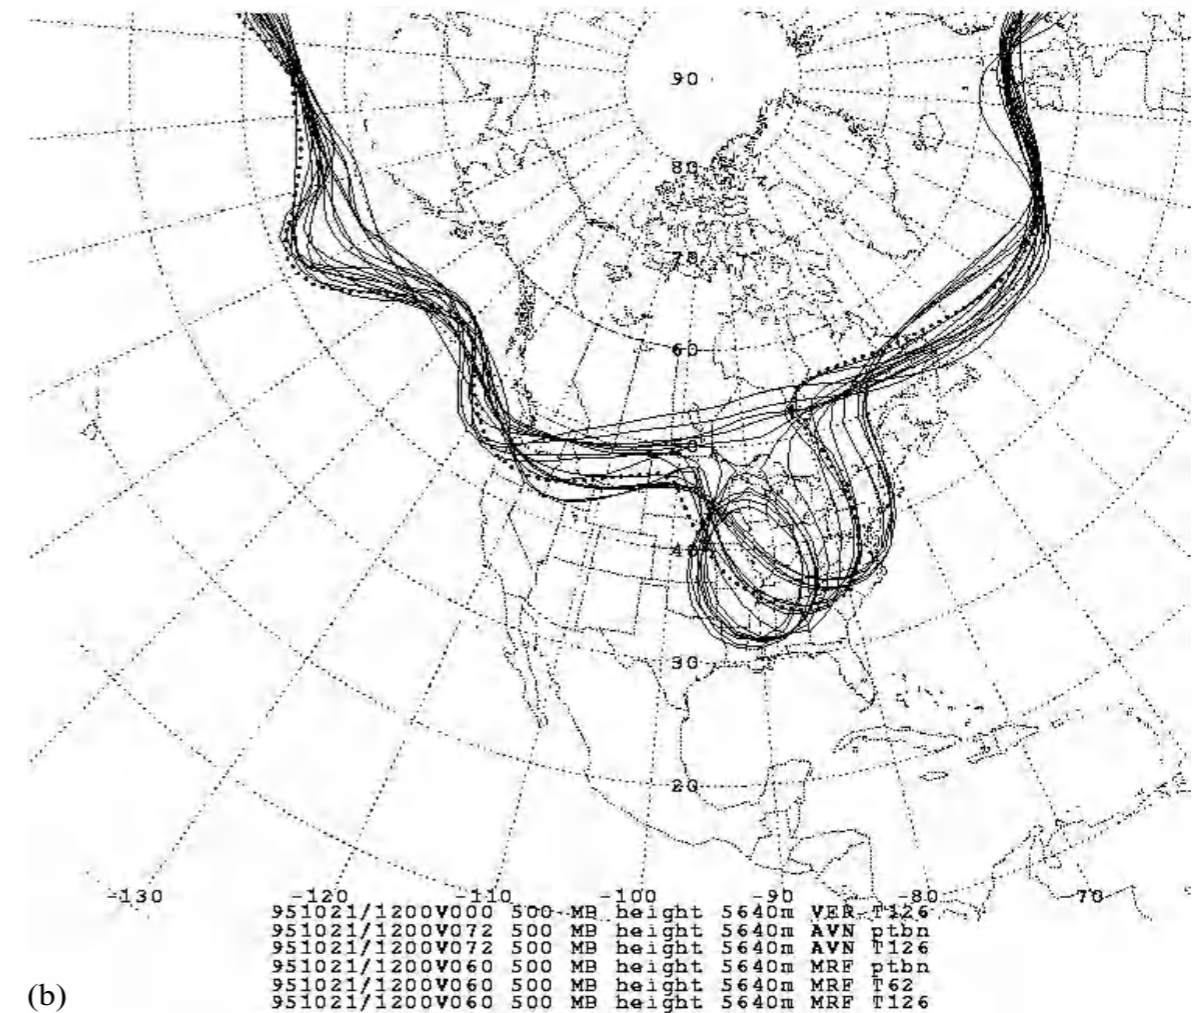 90
80
70
60
50
40
30
20
-130 -120 -110 -100 -90 -80 -70
951021/1200V000 500 MB height 5640m VER T126
951021/1200V072 500 MB height 5640m AVN ptbn
951021/1200V072 500 MB height 5640m AVN T126
951021/1200V060 500 MB height 5640m MRF ptbn
951021/1200V060 500 MB height 5640m MRF T62
951021/1200V060 500 MB height 5640m MRF T126
(b)